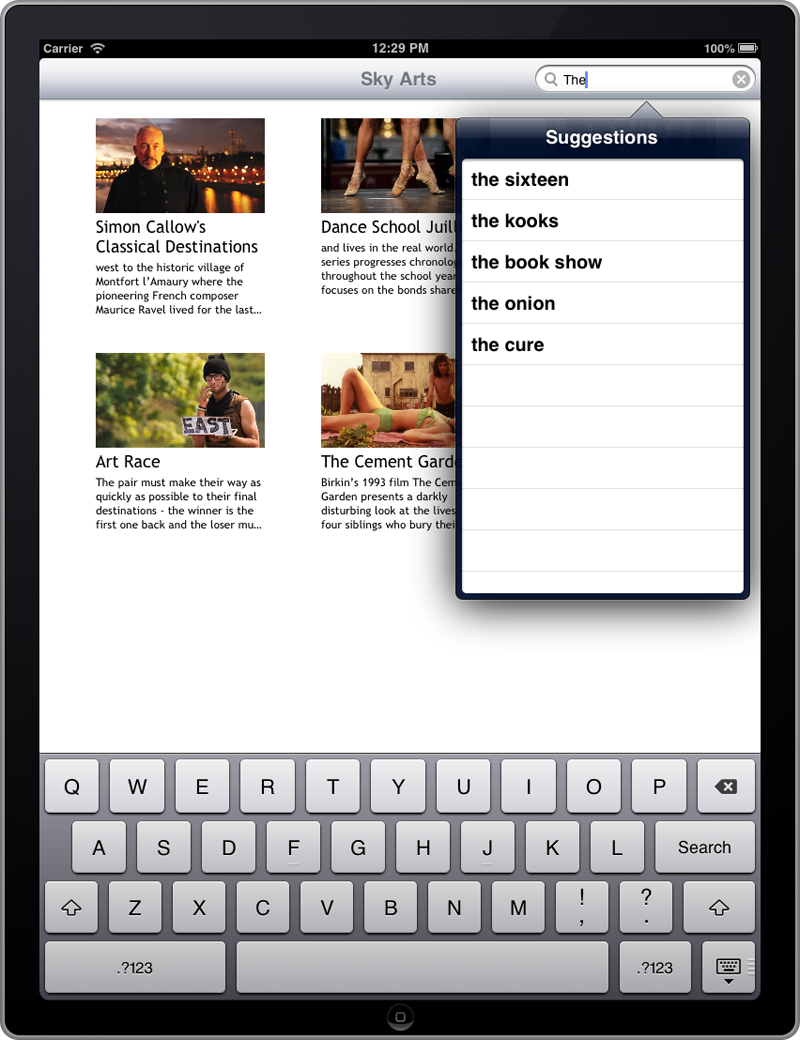 Carrier 12:29 PM 100%
Sky Arts
The
Suggestions
the sixteen
the kooks
the book show
the onion
the cure
Simon Callow's
Classical Destinations
west to the historic village of
Montfort l’Amaury where the
pioneering French composer
Maurice Ravel lived for the last...
Dance School Juil
and lives in the real world.
series progresses chronolog
throughout the school year
focuses on the bonds share
EAST
Art Race
The pair must make their way as
quickly as possible to their final
destinations - the winner is the
first one back and the loser mu...
The Cement Garde
Birkin’s 1993 film The Cem
Garden presents a darkly
disturbing look at the lives
four siblings who bury thei
Q W E R T Y U I O P
A S D F G H J K L Search
Z X C V B N M ! , ? .
.?123 .?123